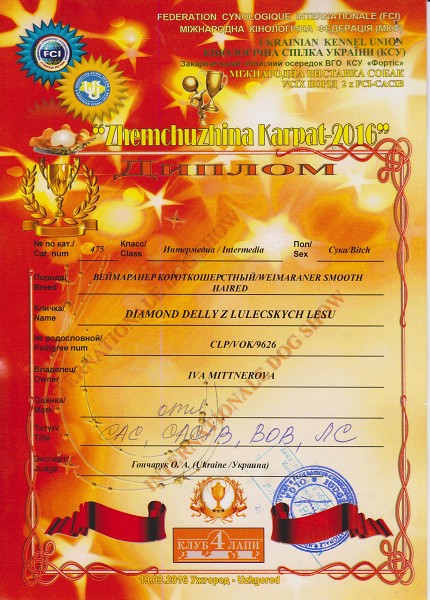 FEDERATION CYNOLOGIQUE INTERNATIONALE (FCI)
МІЖНАРОДНА КІНОЛОГІЧНА ФЕДЕРАЦІЯ (МКФ)
UKRAINIAN KENNEL UNION
КІНОЛОГІЧНА СПІЛКА УКРАЇНИ (КСУ)
Закарпатський обласний осередок ВГО КСУ «Фортіс»
МІЖНАРОДНА ВИСТАВКА СОБАК
УСІХ ПОРІД 2 x FCI-CACIB
FCI
"Zhemchuzhina Karpat-2016"
Диплом
№ по кат./ Cat. num 475 Класс/ Class Интермедиа / Intermedia Пол/ Sex Сука/Bitch
Порода/ Breed ВЕЙМАРАНЕР КОРОТКОШЕРСТНЫЙ/WEIMARANER SMOOTH HAIRED
Кличка/ Name DIAMOND DELLY Z LULECSKYCH LESU
№ родословной/ Pedigree num CLP/VOK/9626
Владелец/ Owner IVA MITTNEROVA
Оценка/ Mark отл
Титул/ Title CAC, CACIB, BOB, ЛС
Эксперт/ Judge Гончарук О. А. (Ukraine /Украина)
INTERNATIONALE DOG SHOW
КЛУБ 4 ЛАПИ
19.03.2016 Ужгород - Uzhgorod